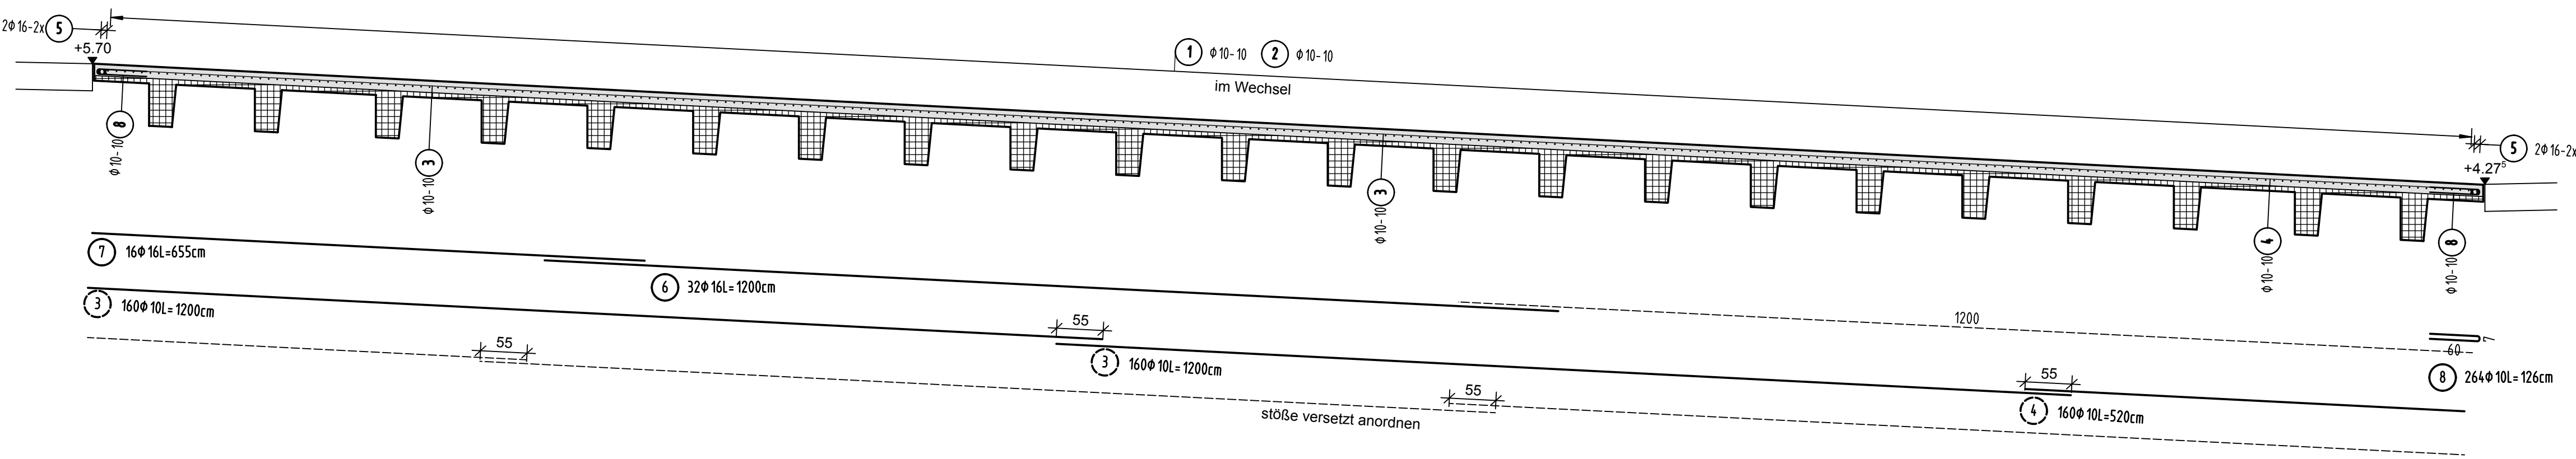 2Φ16-2x 5
+5.70
1 Φ10-10 2 Φ10-10
im Wechsel
5 2Φ16-2x
+4.27⁵
8 Φ10-10
3 Φ10-10
3 Φ10-10
4 Φ10-10
8 Φ10-10
7 16Φ16L=655cm
6 32Φ16L=1200cm
1200
3 160Φ10L=1200cm
55
3 160Φ10L=1200cm
55
4 160Φ10L=520cm
60
7
8 264Φ10L=126cm
55
55
stöße versetzt anordnen